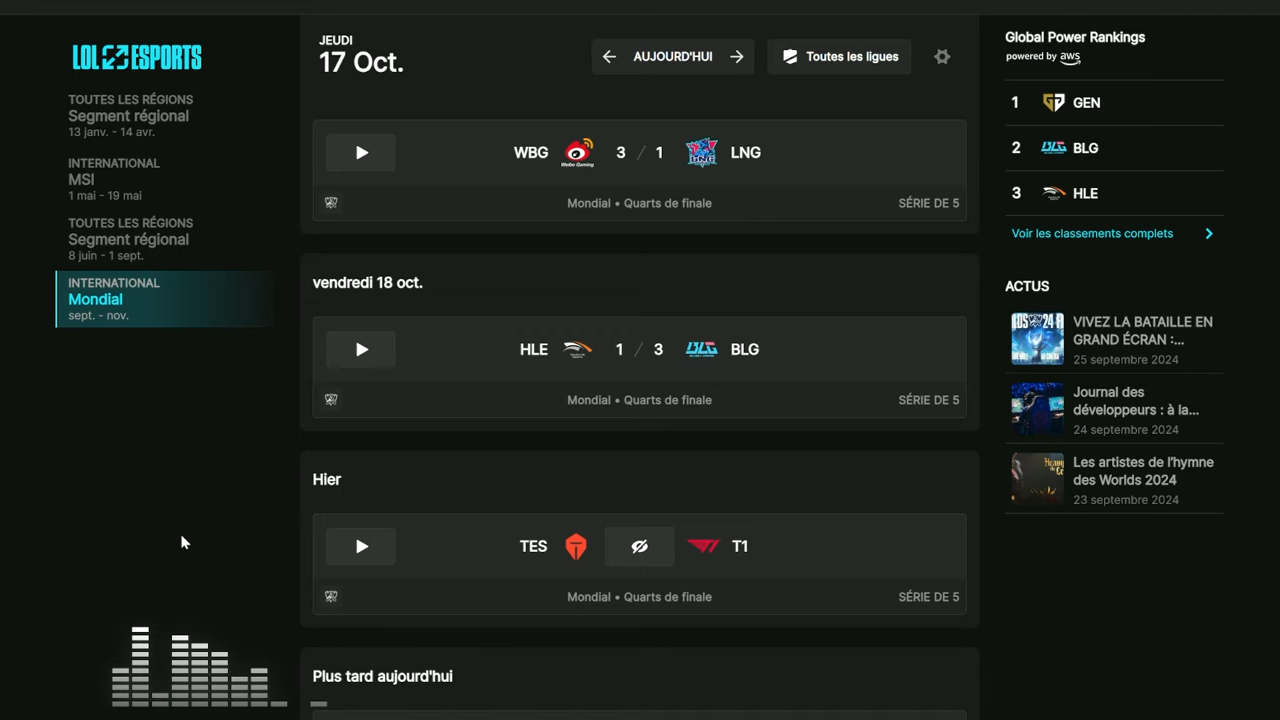 LOL ESPORTS
TOUTES LES RÉGIONS
Segment régional
13 janv. - 14 avr.
INTERNATIONAL
MSI
1 mai - 19 mai
TOUTES LES RÉGIONS
Segment régional
8 juin - 1 sept.
INTERNATIONAL
Mondial
sept. - nov.
JEUDI
17 Oct.
AUJOURD'HUI
Toutes les ligues
WBG
Weibo Gaming
3 / 1
LNG
LNG
Mondial • Quarts de finale
SÉRIE DE 5
vendredi 18 oct.
HLE
1 / 3
BLG
BLG
Mondial • Quarts de finale
SÉRIE DE 5
Hier
TES
T1
Mondial • Quarts de finale
SÉRIE DE 5
Plus tard aujourd'hui
Global Power Rankings
powered by aws
1 GEN
2 BLG BLG
3 HLE
Voir les classements complets
ACTUS
VIVEZ LA BATAILLE EN
GRAND ÉCRAN :...
25 septembre 2024
Journal des
développeurs : à la...
24 septembre 2024
Les artistes de l'hymne
des Worlds 2024
23 septembre 2024